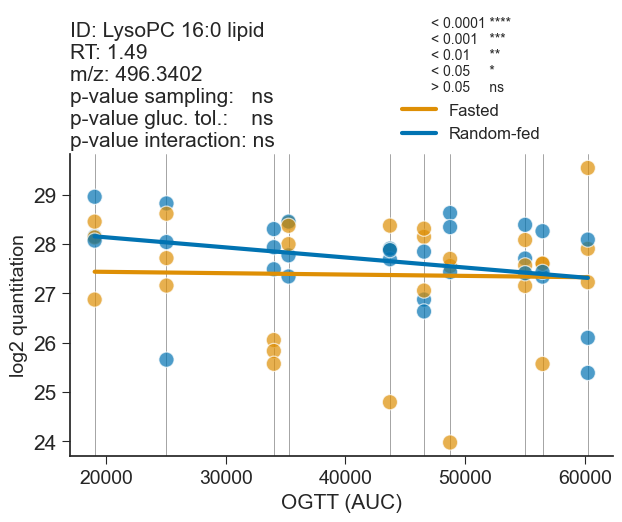 ID: LysoPC 16:0 lipid
RT: 1.49
m/z: 496.3402
p-value sampling: ns
p-value gluc. tol.: ns
p-value interaction: ns
< 0.0001 ****
< 0.001 ***
< 0.01 **
< 0.05 *
> 0.05 ns
Fasted
Random-fed
log2 quantitation
29
28
27
26
25
24
20000 30000 40000 50000 60000
OGTT (AUC)